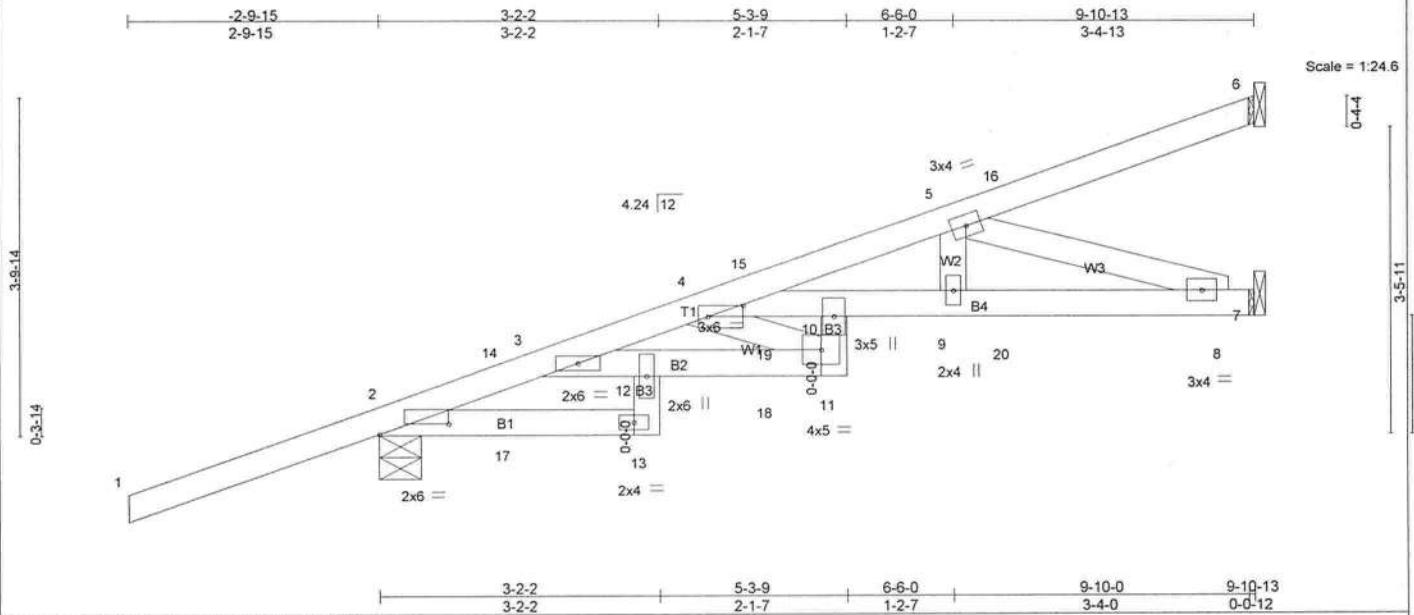 -2-9-15 3-2-2 5-3-9 6-6-0 9-10-13
2-9-15 3-2-2 2-1-7 1-2-7 3-4-13
Scale = 1:24.6
6
0-4-4
3x4 =
16
5
4.24 12
3-9-14
W2
W3
15
4
3-5-11
T1
3x6 =
B4
7
3
14
10 B3
W1
19
3x5 ||
9
20
8
2x4 ||
3x4 =
B2
0-0-0
2
2x6 =
12 B3
2x6 ||
18
11
4x5 =
0-3-14
B1
0-0-0
17
13
1
2x6 =
2x4 =
3-2-2 5-3-9 6-6-0 9-10-0 9-10-13
3-2-2 2-1-7 1-2-7 3-4-0 0-0-12